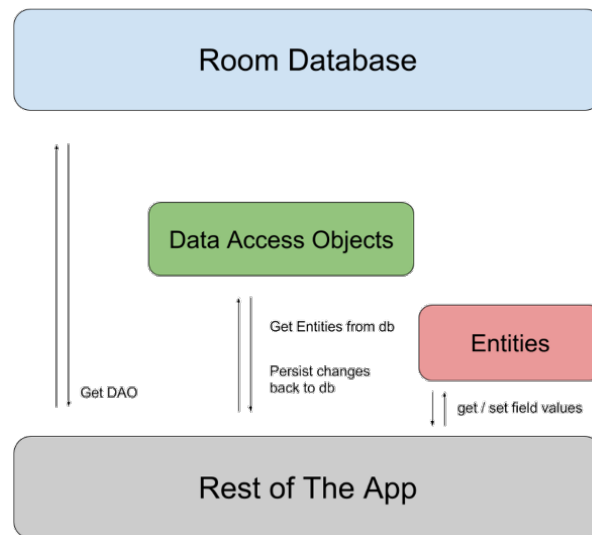 Room Database
Data Access Objects
Get Entities from db
Entities
Persist changes
back to db
Get DAO
get / set field values
Rest of The App